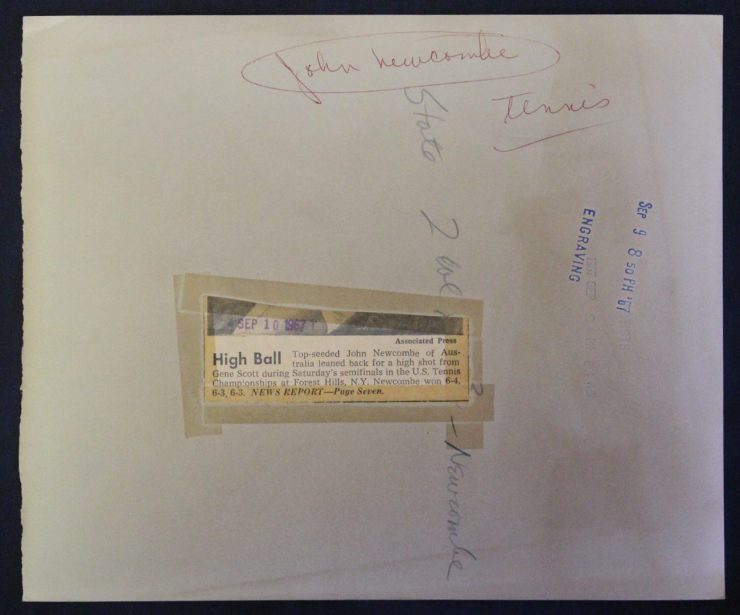 John Newcombe
Tennis
State 2 col
- Newcombe
SEP 9 8 50 PM '67
ENGRAVING
SEP 10 1967
Associated Press
High Ball Top-seeded John Newcombe of Aus-
tralia leaned back for a high shot from
Gene Scott during Saturday's semifinals in the U.S. Tennis
Championships at Forest Hills, N.Y. Newcombe won 6-4,
6-3, 6-3. NEWS REPORT—Page Seven.